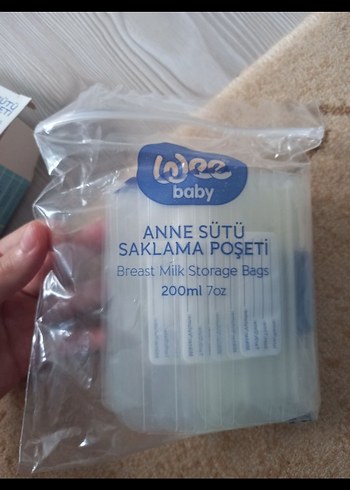 wee
baby
ANNE SÜTÜ
SAKLAMA POŞETİ
Breast Milk Storage Bags
200ml 7oz